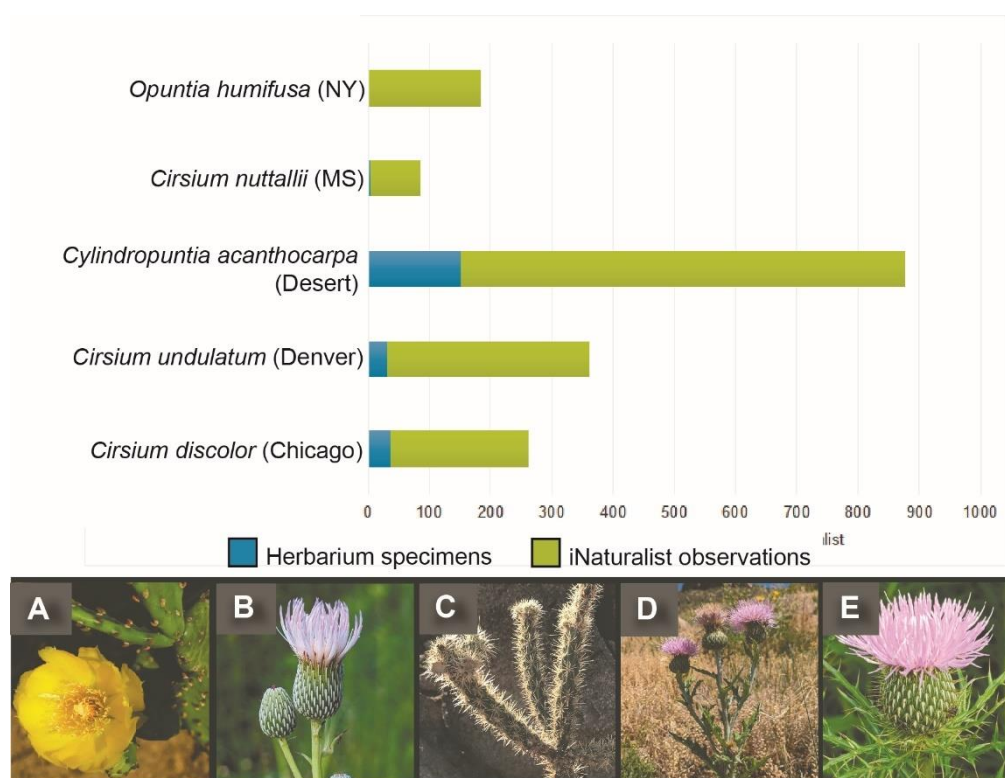 Opuntia humifusa (NY)
Cirsium nuttallii (MS)
Cylindropuntia acanthocarpa
(Desert)
Cirsium undulatum (Denver)
Cirsium discolor (Chicago)
0 100 200 300 400 500 600 700 800 900 1000
Herbarium specimens iNaturalist observations
A B C D E